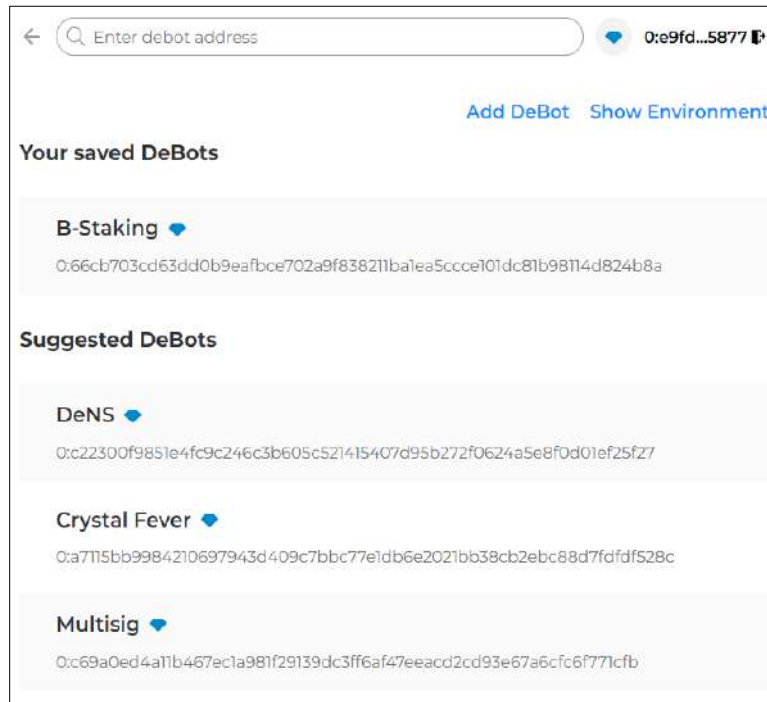 Enter debot address
0:e9fd...5877
Add DeBot Show Environment
Your saved DeBots
B-Staking
0:66cb703cd63dd0b9eafbce702a9f838211ba1ea5ccce101dc81b98114d824b8a
Suggested DeBots
DeNS
0:c22300f9851e4fc9c246c3b605c521415407d95b272f0624a5e8f0d01ef25f27
Crystal Fever
0:a7115bb9984210697943d409c7bbc77e1db6e2021bb38cb2ebc88d7fdfdf528c
Multisig
0:c69a0ed4a11b467ec1a981f29139dc3ff6af47eeacd2cd93e67a6cfc6f771cfb